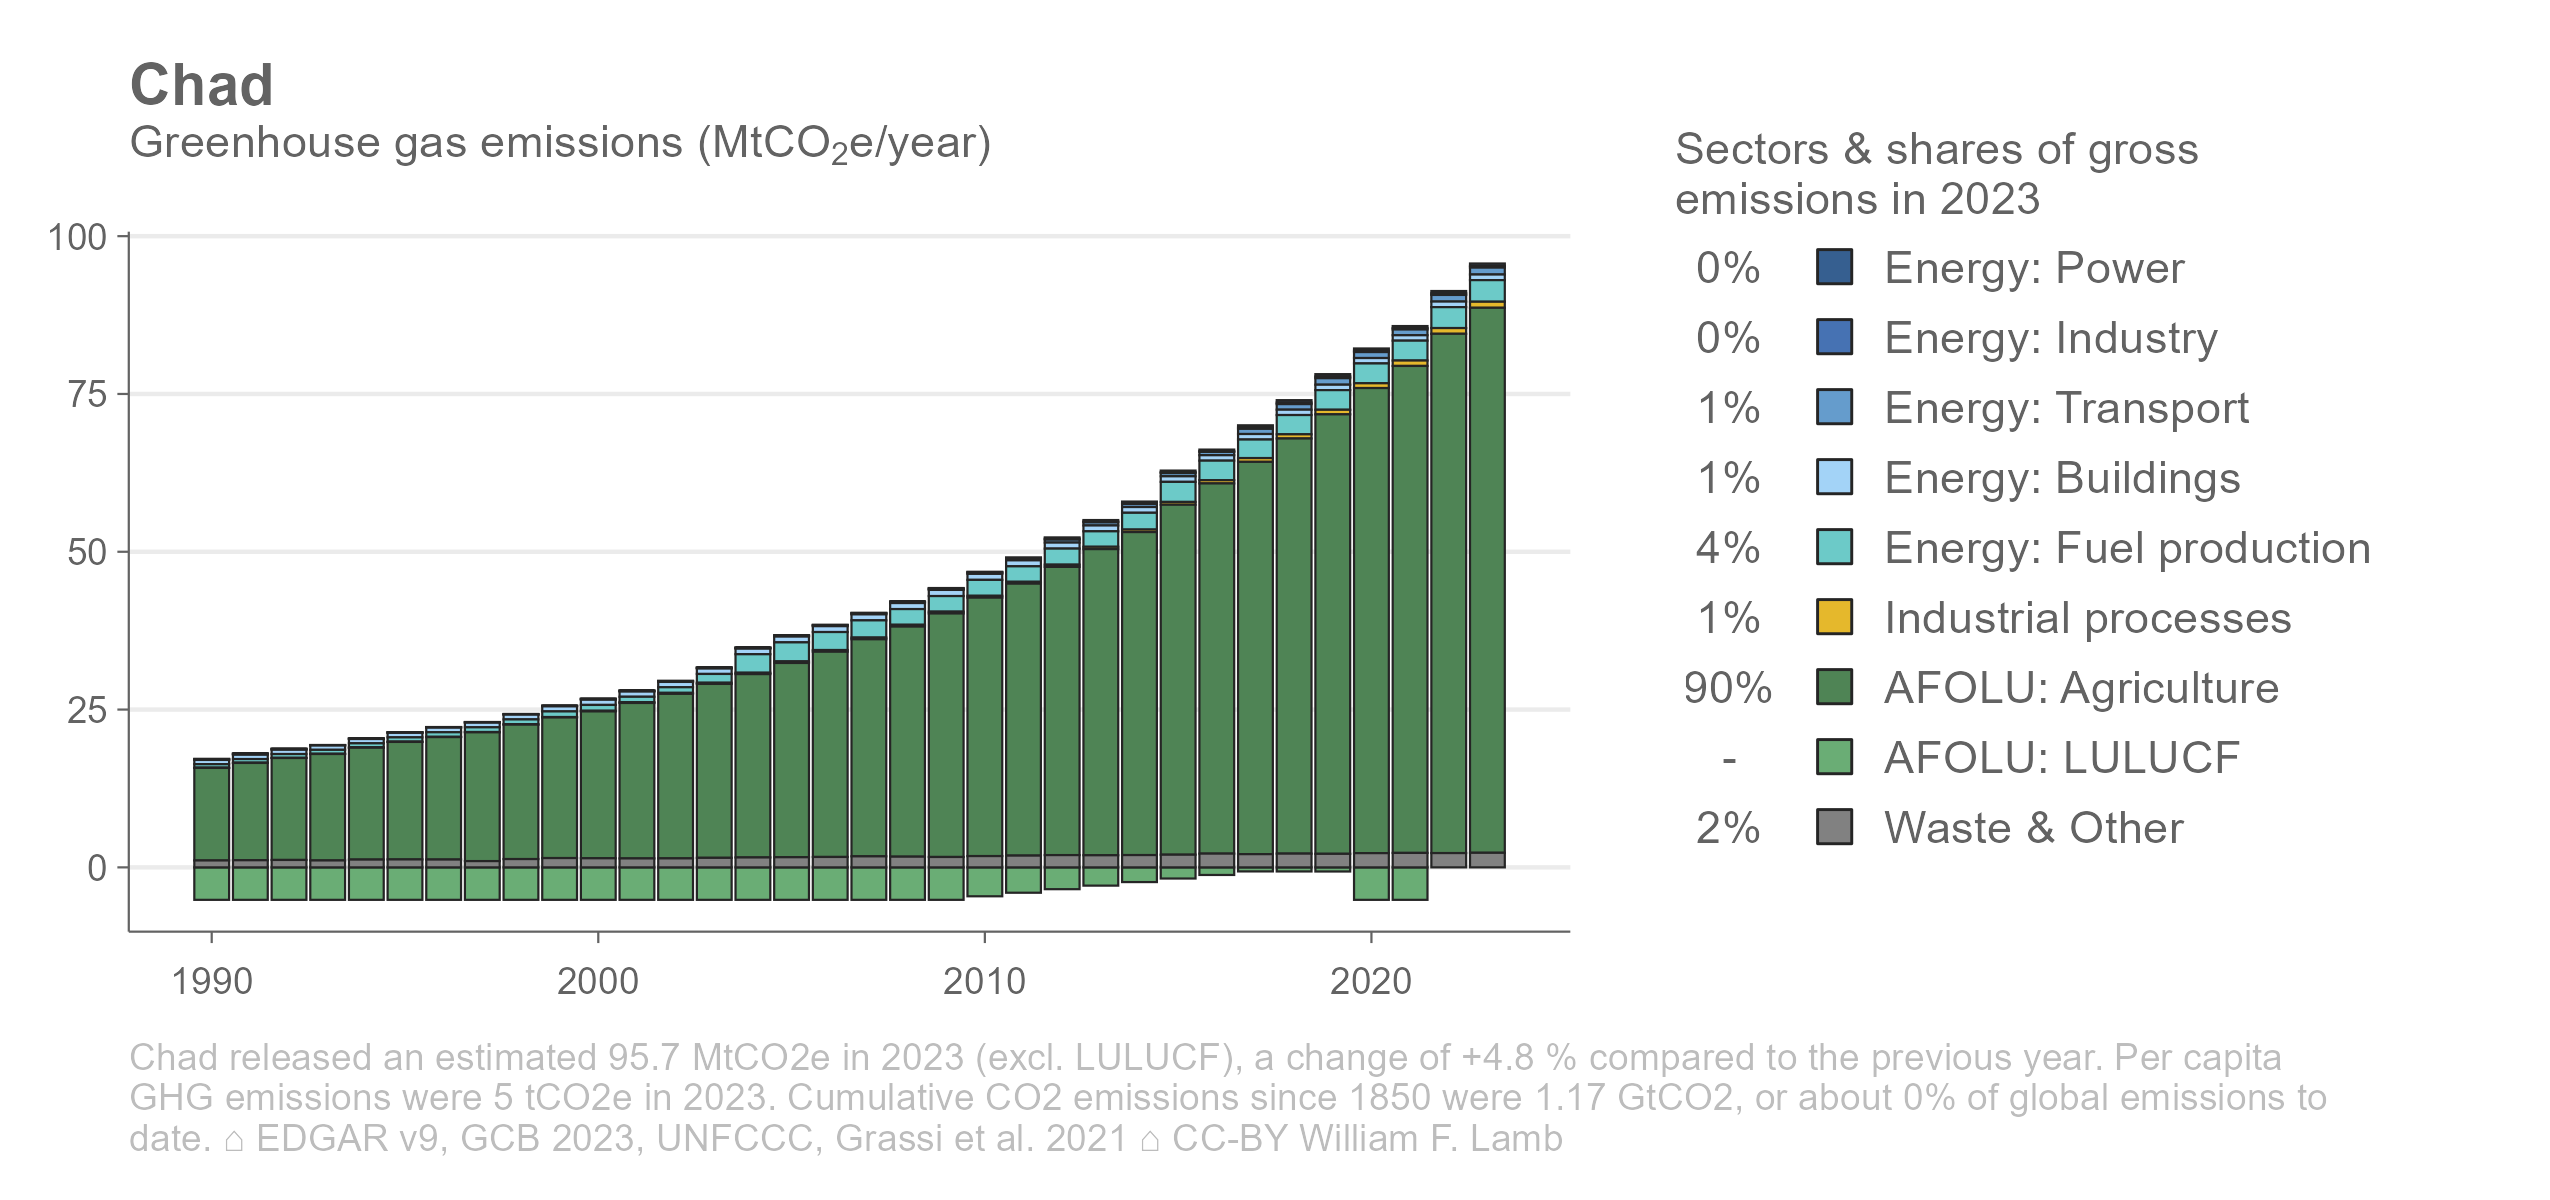 Chad
Greenhouse gas emissions (MtCO₂e/year)
Sectors & shares of gross
emissions in 2023
100
75
50
25
0
1990 2000 2010 2020
0% Energy: Power
0% Energy: Industry
1% Energy: Transport
1% Energy: Buildings
4% Energy: Fuel production
1% Industrial processes
90% AFOLU: Agriculture
- AFOLU: LULUCF
2% Waste & Other
Chad released an estimated 95.7 MtCO2e in 2023 (excl. LULUCF), a change of +4.8 % compared to the previous year. Per capita
GHG emissions were 5 tCO2e in 2023. Cumulative CO2 emissions since 1850 were 1.17 GtCO2, or about 0% of global emissions to
date. ⌂ EDGAR v9, GCB 2023, UNFCCC, Grassi et al. 2021 ⌂ CC-BY William F. Lamb